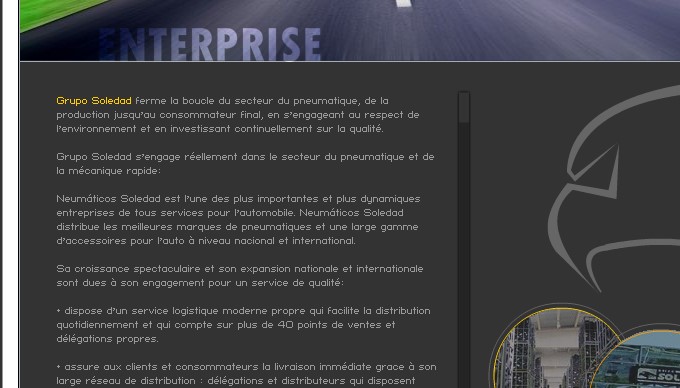 ENTERPRISE
Grupo Soledad ferme la boucle du secteur du pneumatique, de la
production jusqu'au consommateur final, en s'engageant au respect de
l'environnement et en investissant continuellement sur la qualité.
Grupo Soledad s'engage réellement dans le secteur du pneumatique et de
la mécanique rapide:
Neumáticos Soledad est l'une des plus importantes et plus dynamiques
entreprises de tous services pour l'automobile. Neumáticos Soledad
distribue les meilleures marques de pneumatiques et une large gamme
d'accessoires pour l'auto à niveau nacional et international.
Sa croissance spectaculaire et son expansion nationale et internationale
sont dues à son engagement pour un service de qualité:
• dispose d'un service logistique moderne propre qui facilite la distribution
quotidiennement et qui compte sur plus de 40 points de ventes et
délégations propres.
• assure aux clients et consommateurs la livraison immédiate grace à son
large réseau de distribution : délégations et distributeurs qui disposent